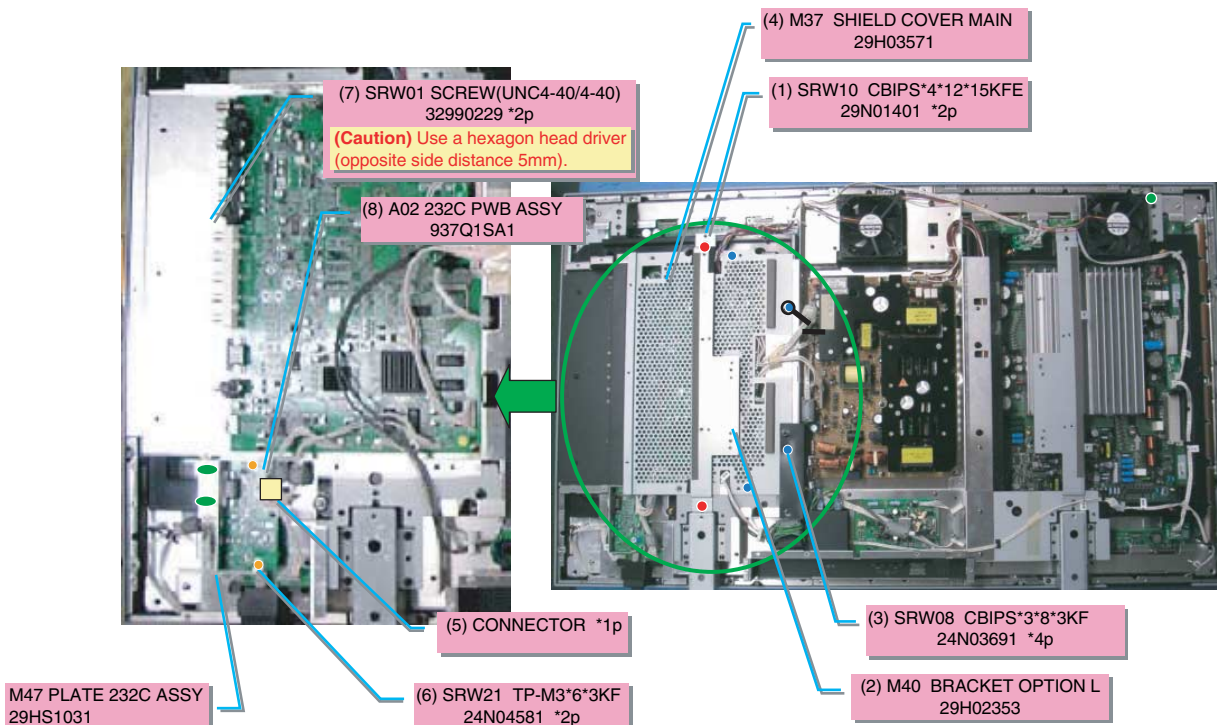 (4) M37 SHIELD COVER MAIN
29H03571
(7) SRW01 SCREW(UNC4-40/4-40)
32990229 *2p
(Caution) Use a hexagon head driver
(opposite side distance 5mm).
(1) SRW10 CBIPS*4*12*15KFE
29N01401 *2p
(8) A02 232C PWB ASSY
937Q1SA1
(5) CONNECTOR *1p
(3) SRW08 CBIPS*3*8*3KF
24N03691 *4p
M47 PLATE 232C ASSY
29HS1031
(6) SRW21 TP-M3*6*3KF
24N04581 *2p
(2) M40 BRACKET OPTION L
29H02353